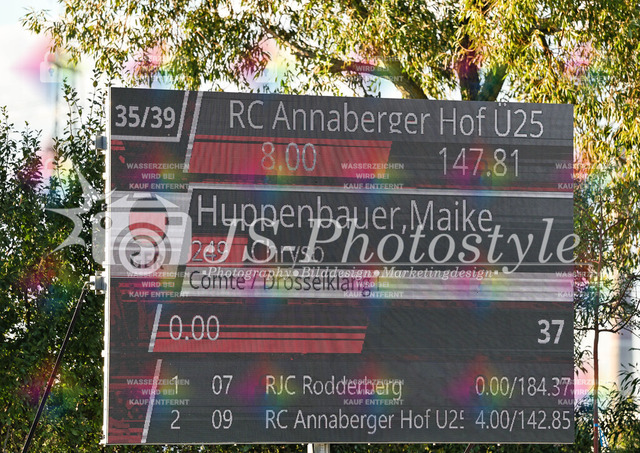 35/39 RC Annaberger Hof U25
8.00 147.81
Huppenbauer,Maike
249
Comte / Drosselklang
0.00 37
1 07 RJC Rodderberg 0.00/184.37
2 09 RC Annaberger Hof U25 4.00/142.85
JS-Photostyle
Photography•Bilddesign•Marketingdesign
WASSERZEICHEN
WIRD BEI
KAUF ENTFERNT